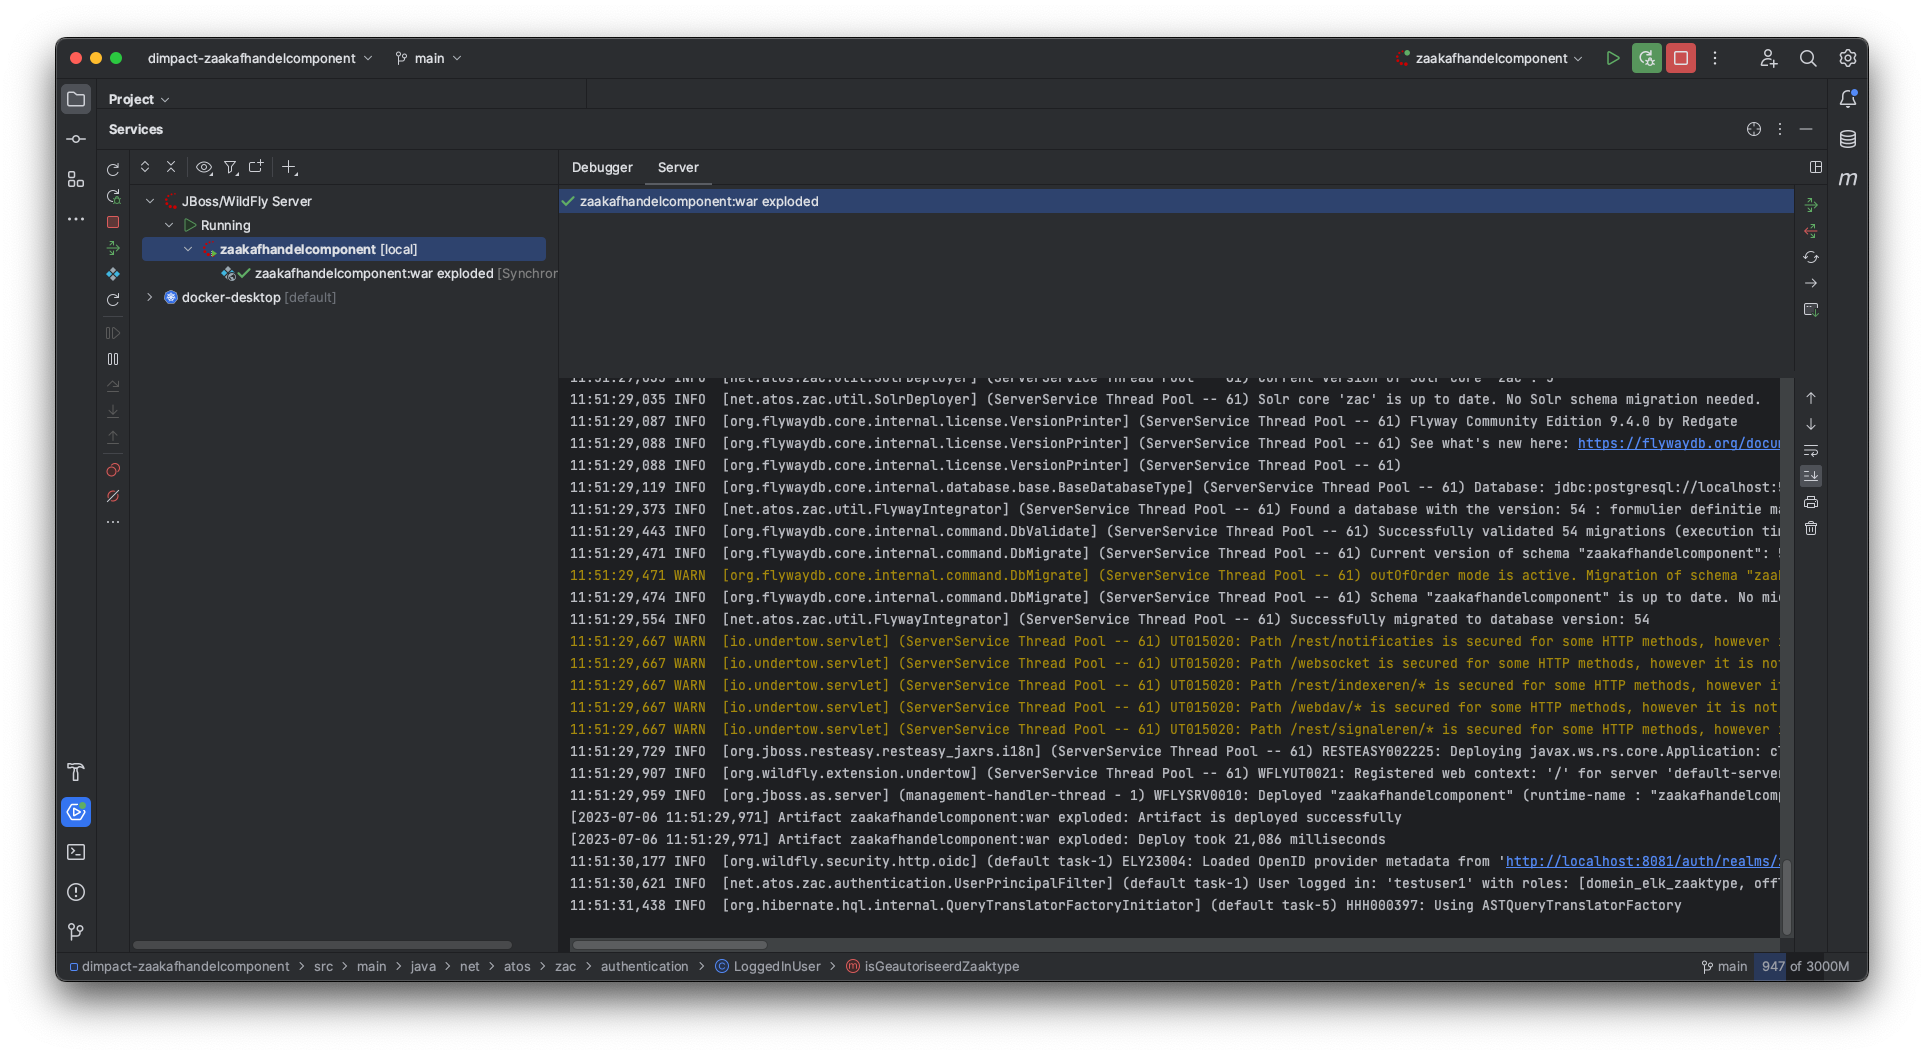 dimpact-zaakafhandelcomponent
main
zaakafhandelcomponent
Project
Services
Debugger
Server
JBoss/WildFly Server
Running
zaakafhandelcomponent [local]
zaakafhandelcomponent:war exploded [Synchror
docker-desktop [default]
zaakafhandelcomponent:war exploded
m
11:51:29,035 INFO [net.atos.zac.util.SolrDeployer] (ServerService Thread Pool -- 61) Current version of Solr core 'zac': 5
11:51:29,035 INFO [net.atos.zac.util.SolrDeployer] (ServerService Thread Pool -- 61) Solr core 'zac' is up to date. No Solr schema migration needed.
11:51:29,087 INFO [org.flywaydb.core.internal.license.VersionPrinter] (ServerService Thread Pool -- 61) Flyway Community Edition 9.4.0 by Redgate
11:51:29,088 INFO [org.flywaydb.core.internal.license.VersionPrinter] (ServerService Thread Pool -- 61) See what's new here: https://flywaydb.org/docu
11:51:29,088 INFO [org.flywaydb.core.internal.license.VersionPrinter] (ServerService Thread Pool -- 61)
11:51:29,119 INFO [org.flywaydb.core.internal.database.base.BaseDatabaseType] (ServerService Thread Pool -- 61) Database: jdbc:postgresql://localhost:
11:51:29,373 INFO [net.atos.zac.util.FlywayIntegrator] (ServerService Thread Pool -- 61) Found a database with the version: 54 : formulier definitie ma
11:51:29,443 INFO [org.flywaydb.core.internal.command.DbValidate] (ServerService Thread Pool -- 61) Successfully validated 54 migrations (execution ti
11:51:29,471 INFO [org.flywaydb.core.internal.command.DbMigrate] (ServerService Thread Pool -- 61) Current version of schema "zaakafhandelcomponent":
11:51:29,471 WARN [org.flywaydb.core.internal.command.DbMigrate] (ServerService Thread Pool -- 61) outOfOrder mode is active. Migration of schema "zaa
11:51:29,474 INFO [org.flywaydb.core.internal.command.DbMigrate] (ServerService Thread Pool -- 61) Schema "zaakafhandelcomponent" is up to date. No mi
11:51:29,554 INFO [net.atos.zac.util.FlywayIntegrator] (ServerService Thread Pool -- 61) Successfully migrated to database version: 54
11:51:29,667 WARN [io.undertow.servlet] (ServerService Thread Pool -- 61) UT015020: Path /rest/notificaties is secured for some HTTP methods, however
11:51:29,667 WARN [io.undertow.servlet] (ServerService Thread Pool -- 61) UT015020: Path /websocket is secured for some HTTP methods, however it is no
11:51:29,667 WARN [io.undertow.servlet] (ServerService Thread Pool -- 61) UT015020: Path /rest/indexeren/* is secured for some HTTP methods, however i
11:51:29,667 WARN [io.undertow.servlet] (ServerService Thread Pool -- 61) UT015020: Path /webdav/* is secured for some HTTP methods, however it is not
11:51:29,667 WARN [io.undertow.servlet] (ServerService Thread Pool -- 61) UT015020: Path /rest/signaleren/* is secured for some HTTP methods, however
11:51:29,729 INFO [org.jboss.resteasy.resteasy_jaxrs.i18n] (ServerService Thread Pool -- 61) RESTEASY002225: Deploying javax.ws.rs.core.Application: c
11:51:29,907 INFO [org.wildfly.extension.undertow] (ServerService Thread Pool -- 61) WFLYUT0021: Registered web context: '/' for server 'default-serve
11:51:29,959 INFO [org.jboss.as.server] (management-handler-thread - 1) WFLYSRV0010: Deployed "zaakafhandelcomponent" (runtime-name : "zaakafhandelcom
[2023-07-06 11:51:29,971] Artifact zaakafhandelcomponent:war exploded: Artifact is deployed successfully
[2023-07-06 11:51:29,971] Artifact zaakafhandelcomponent:war exploded: Deploy took 21,086 milliseconds
11:51:30,177 INFO [org.wildfly.security.http.oidc] (default task-1) ELY23004: Loaded OpenID provider metadata from 'http://localhost:8081/auth/realms/
11:51:30,621 INFO [net.atos.zac.authentication.UserPrincipalFilter] (default task-1) User logged in: 'testuser1' with roles: [domein_elk_zaaktype, off
11:51:31,438 INFO [org.hibernate.hql.internal.QueryTranslatorFactoryInitiator] (default task-5) HHH000397: Using ASTQueryTranslatorFactory
dimpact-zaakafhandelcomponent > src > main > java > net > atos > zac > authentication > LoggedInUser > isGeautoriseerdZaaktype
main
947 of 3000M